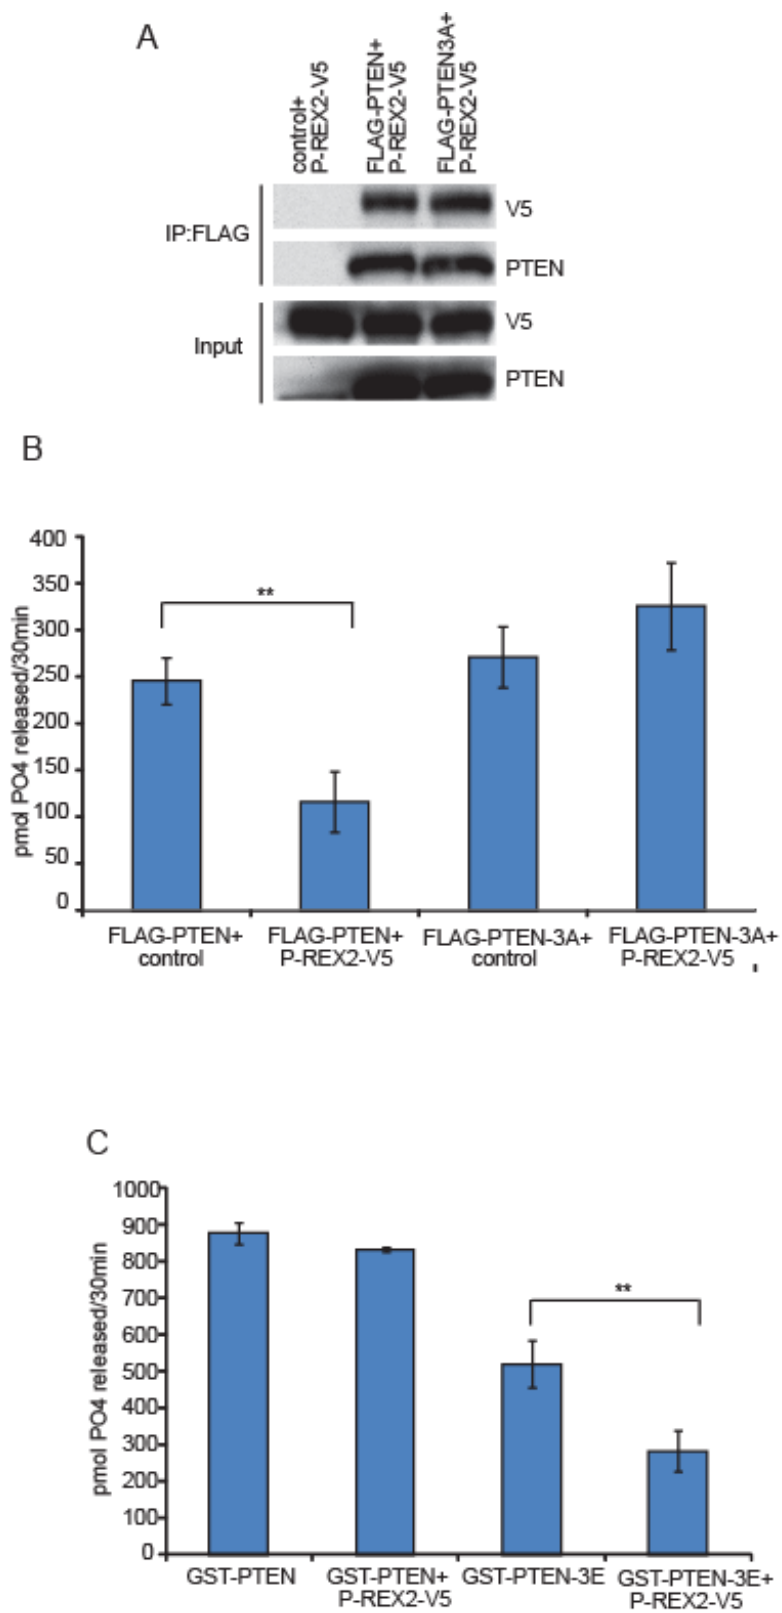 A
control+
P-REX2-V5
FLAG-PTEN+
P-REX2-V5
FLAG-PTEN3A+
P-REX2-V5
IP:FLAG
V5
PTEN
Input
V5
PTEN
B
pmol PO4 released/30min
400
350
300
250
200
150
100
50
0
**
FLAG-PTEN+
control
FLAG-PTEN+
P-REX2-V5
FLAG-PTEN-3A+
control
FLAG-PTEN-3A+
P-REX2-V5
C
pmol PO4 released/30min
1000
900
800
700
600
500
400
300
200
100
0
**
GST-PTEN
GST-PTEN+
P-REX2-V5
GST-PTEN-3E
GST-PTEN-3E+
P-REX2-V5